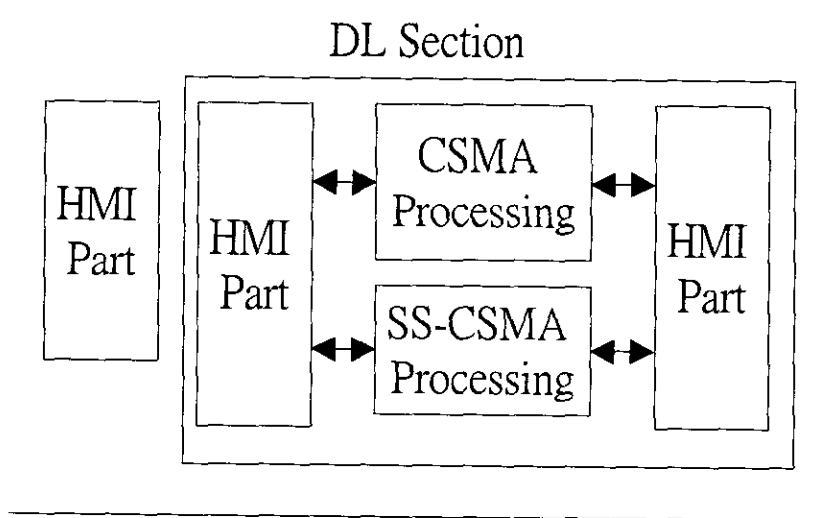 DL Section
HMI
Part
HMI
Part
CSMA
Processing
SS-CSMA
Processing
HMI
Part